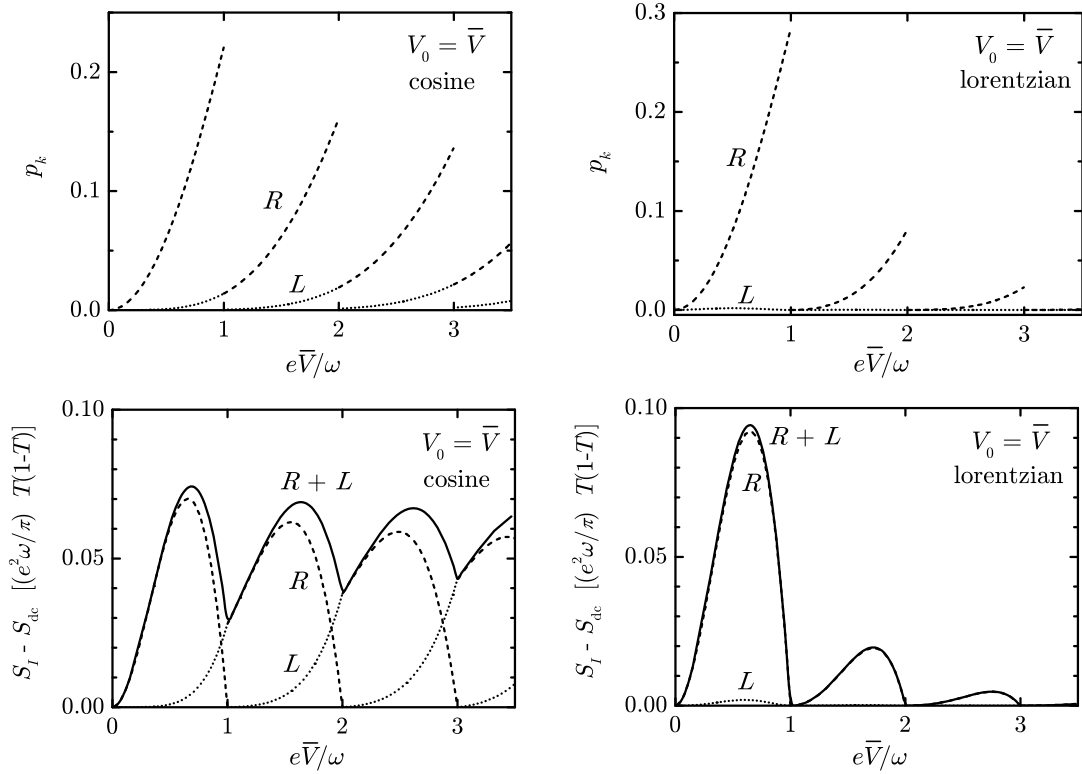 0.2
0.1
0.0
p_k
V_0 = V̅
cosine
R
L
0 1 2 3
eV̅/ω
0.3
0.2
0.1
0.0
p_k
V_0 = V̅
lorentzian
R
L
0 1 2 3
eV̅/ω
0.10
0.05
0.00
S_I - S_dc [(e²ω/π) T(1-T)]
V_0 = V̅
cosine
R + L
R
L
0 1 2 3
eV̅/ω
0.10
0.05
0.00
S_I - S_dc [(e²ω/π) T(1-T)]
V_0 = V̅
lorentzian
R + L
R
L
0 1 2 3
eV̅/ω